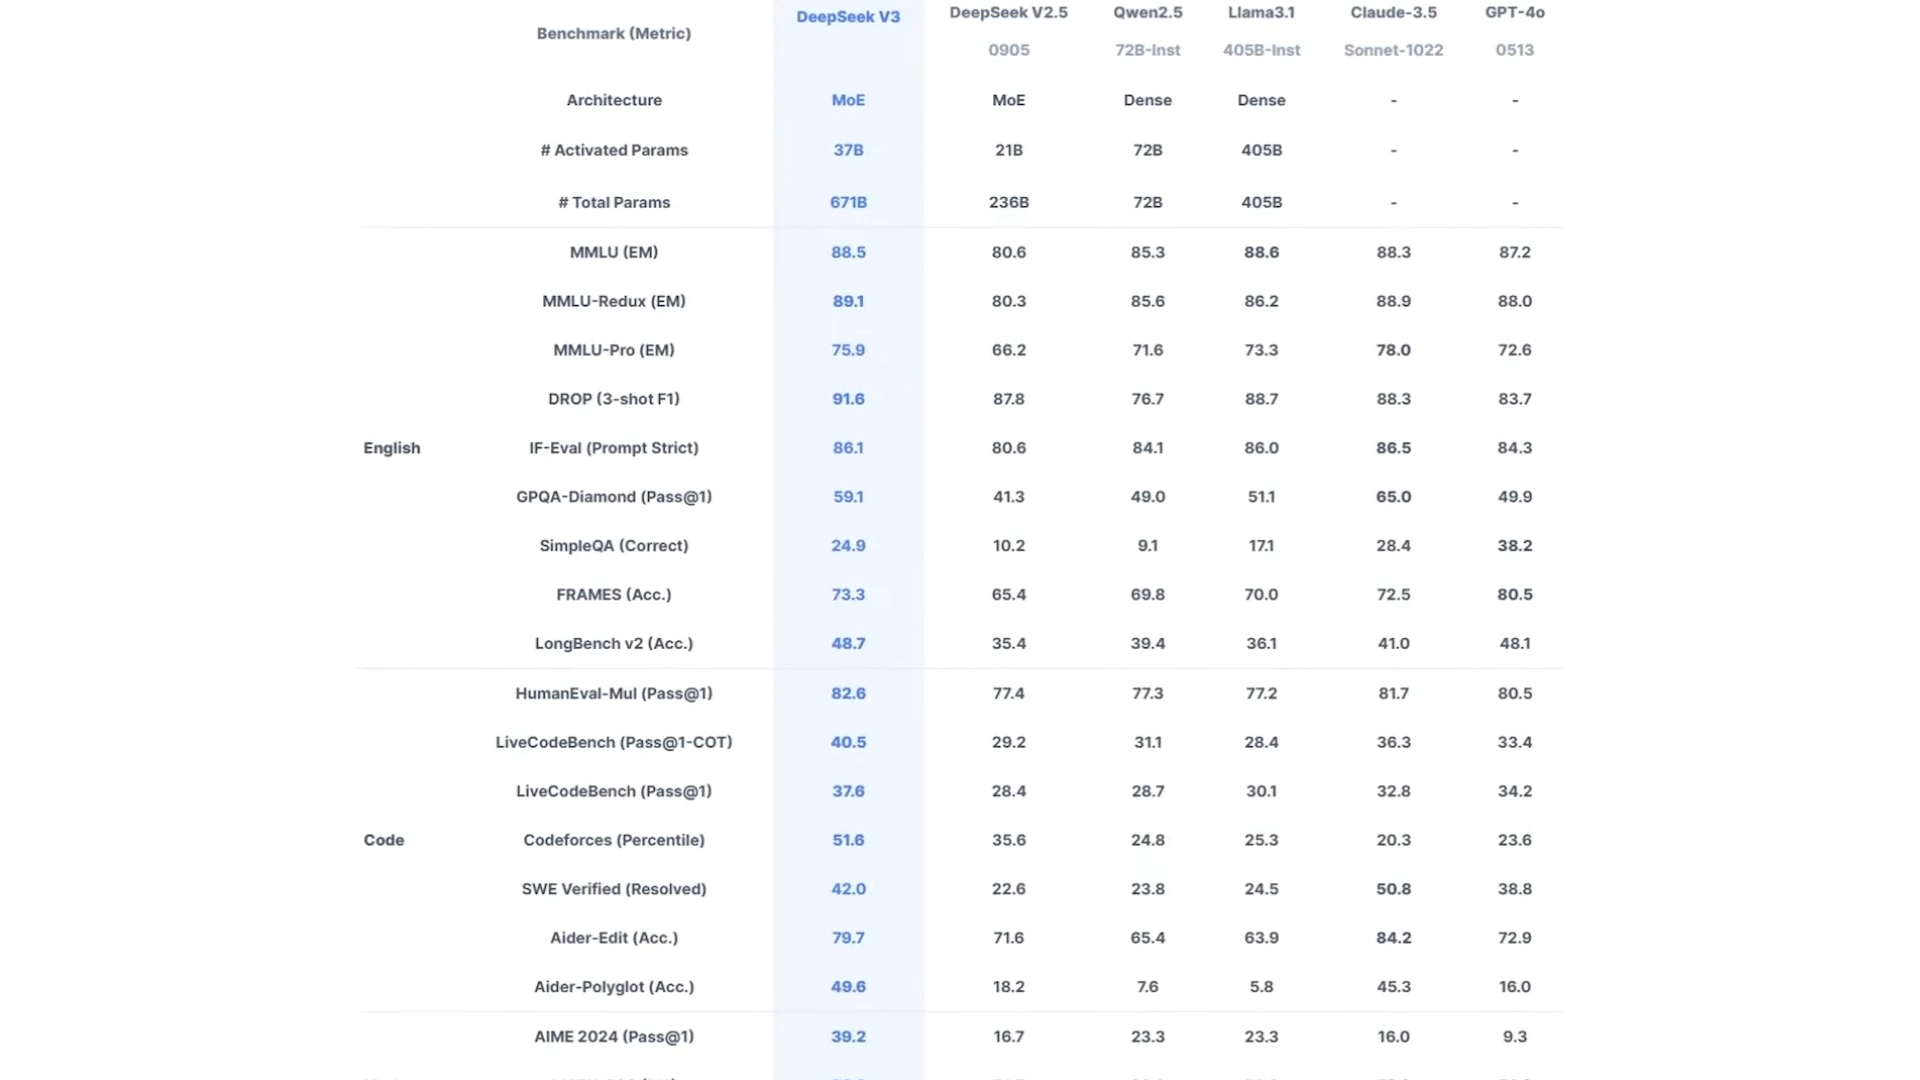 Benchmark (Metric) DeepSeek V3 DeepSeek V2.5 Qwen2.5 Llama3.1 Claude-3.5 GPT-4o
0905 72B-Inst 405B-Inst Sonnet-1022 0513
Architecture MoE MoE Dense Dense - -
# Activated Params 37B 21B 72B 405B - -
# Total Params 671B 236B 72B 405B - -
MMLU (EM) 88.5 80.6 85.3 88.6 88.3 87.2
MMLU-Redux (EM) 89.1 80.3 85.6 86.2 88.9 88.0
MMLU-Pro (EM) 75.9 66.2 71.6 73.3 78.0 72.6
DROP (3-shot F1) 91.6 87.8 76.7 88.7 88.3 83.7
English IF-Eval (Prompt Strict) 86.1 80.6 84.1 86.0 86.5 84.3
GPQA-Diamond (Pass@1) 59.1 41.3 49.0 51.1 65.0 49.9
SimpleQA (Correct) 24.9 10.2 9.1 17.1 28.4 38.2
FRAMES (Acc.) 73.3 65.4 69.8 70.0 72.5 80.5
LongBench v2 (Acc.) 48.7 35.4 39.4 36.1 41.0 48.1
HumanEval-Mul (Pass@1) 82.6 77.4 77.3 77.2 81.7 80.5
LiveCodeBench (Pass@1-COT) 40.5 29.2 31.1 28.4 36.3 33.4
LiveCodeBench (Pass@1) 37.6 28.4 28.7 30.1 32.8 34.2
Code Codeforces (Percentile) 51.6 35.6 24.8 25.3 20.3 23.6
SWE Verified (Resolved) 42.0 22.6 23.8 24.5 50.8 38.8
Aider-Edit (Acc.) 79.7 71.6 65.4 63.9 84.2 72.9
Aider-Polyglot (Acc.) 49.6 18.2 7.6 5.8 45.3 16.0
AIME 2024 (Pass@1) 39.2 16.7 23.3 23.3 16.0 9.3